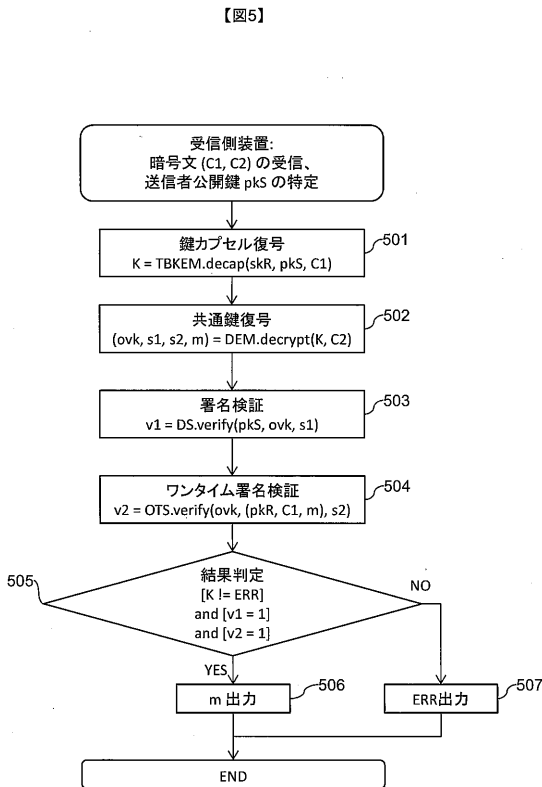 【図5】
受信側装置:
暗号文 (C1, C2) の受信、
送信者公開鍵 pkS の特定
鍵カプセル復号
K = TBKEM.decap(skR, pkS, C1)
501
共通鍵復号
(ovk, s1, s2, m) = DEM.decrypt(K, C2)
502
署名検証
v1 = DS.verify(pkS, ovk, s1)
503
ワンタイム署名検証
v2 = OTS.verify(ovk, (pkR, C1, m), s2)
504
505
結果判定
[K != ERR]
and [v1 = 1]
and [v2 = 1]
NO
YES
m 出力
506
ERR出力
507
END